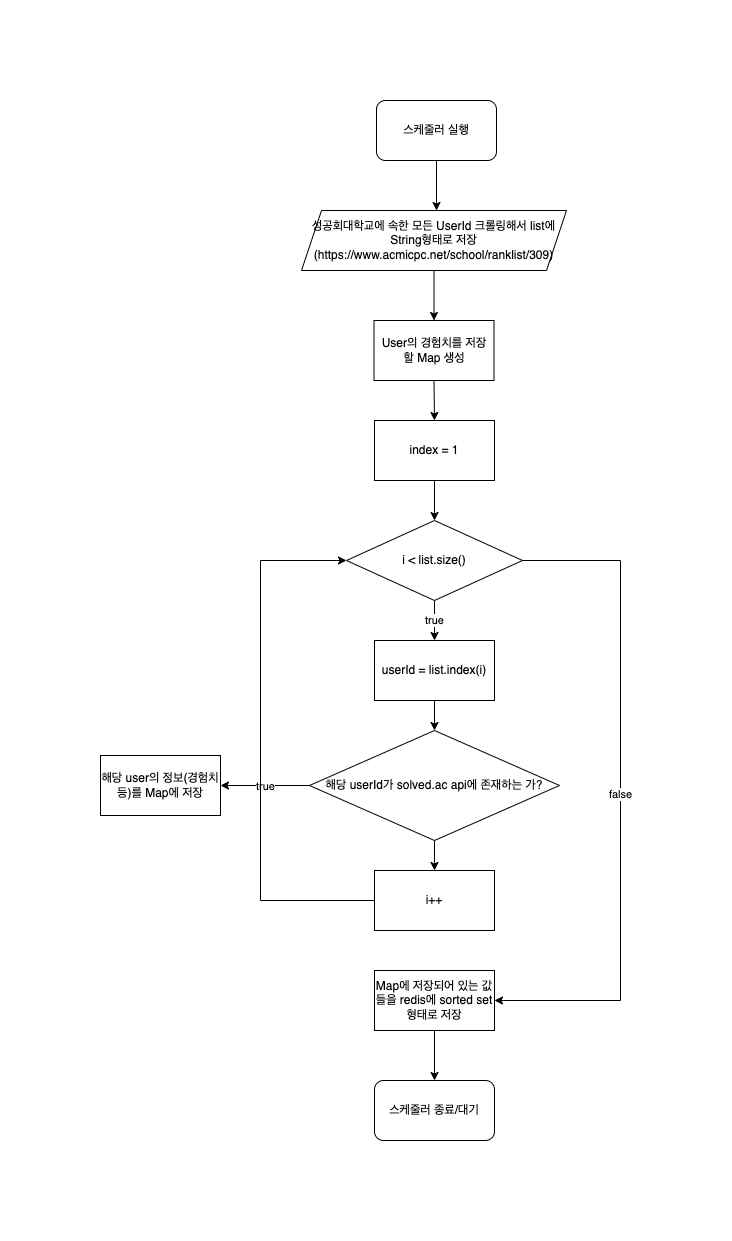 스케줄러 실행
성공회대학교에 속한 모든 UserId 크롤링해서 list에
String형태로 저장
(https://www.acmicpc.net/school/ranklist/309)
User의 경험치를 저장
할 Map 생성
index = 1
i < list.size()
true
userId = list.index(i)
해당 userId가 solved.ac api에 존재하는 가?
true
해당 user의 정보(경험치
등)를 Map에 저장
false
i++
Map에 저장되어 있는 값
들을 redis에 sorted set
형태로 저장
스케줄러 종료/대기